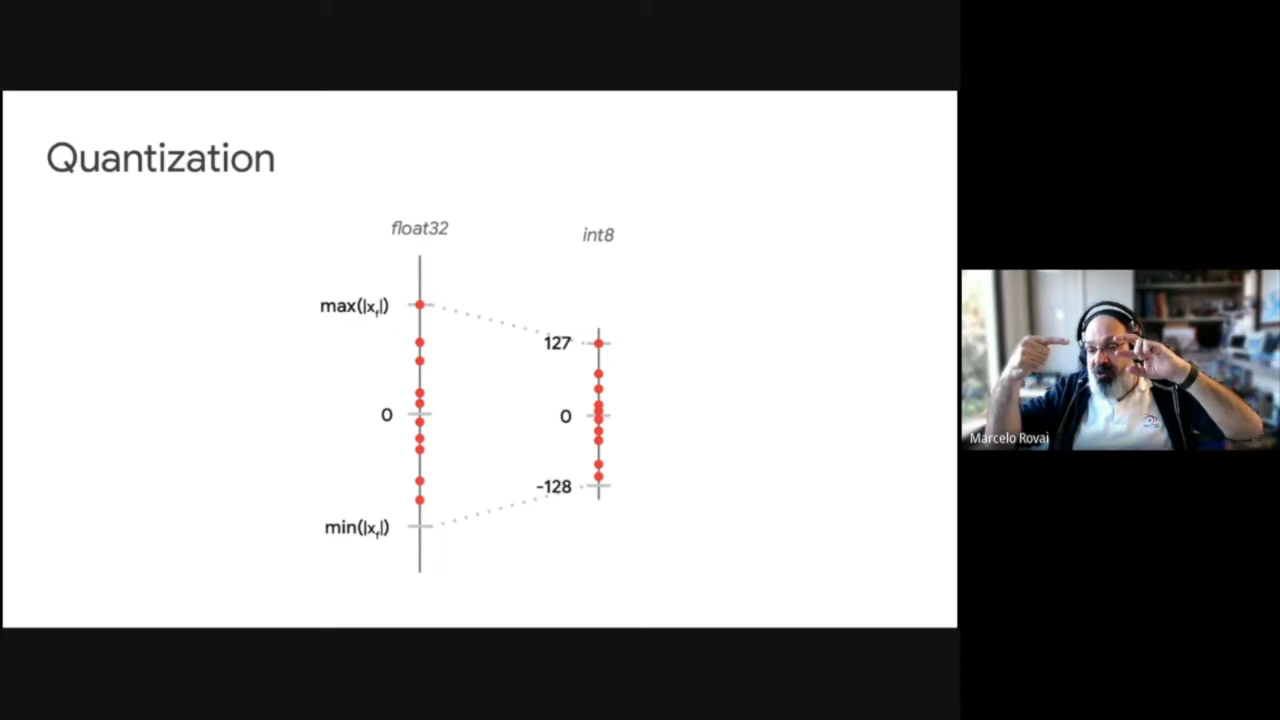 Quantization
float32
int8
max(|x_f|)
127
0
0
-128
min(|x_f|)
Marcelo Rovai